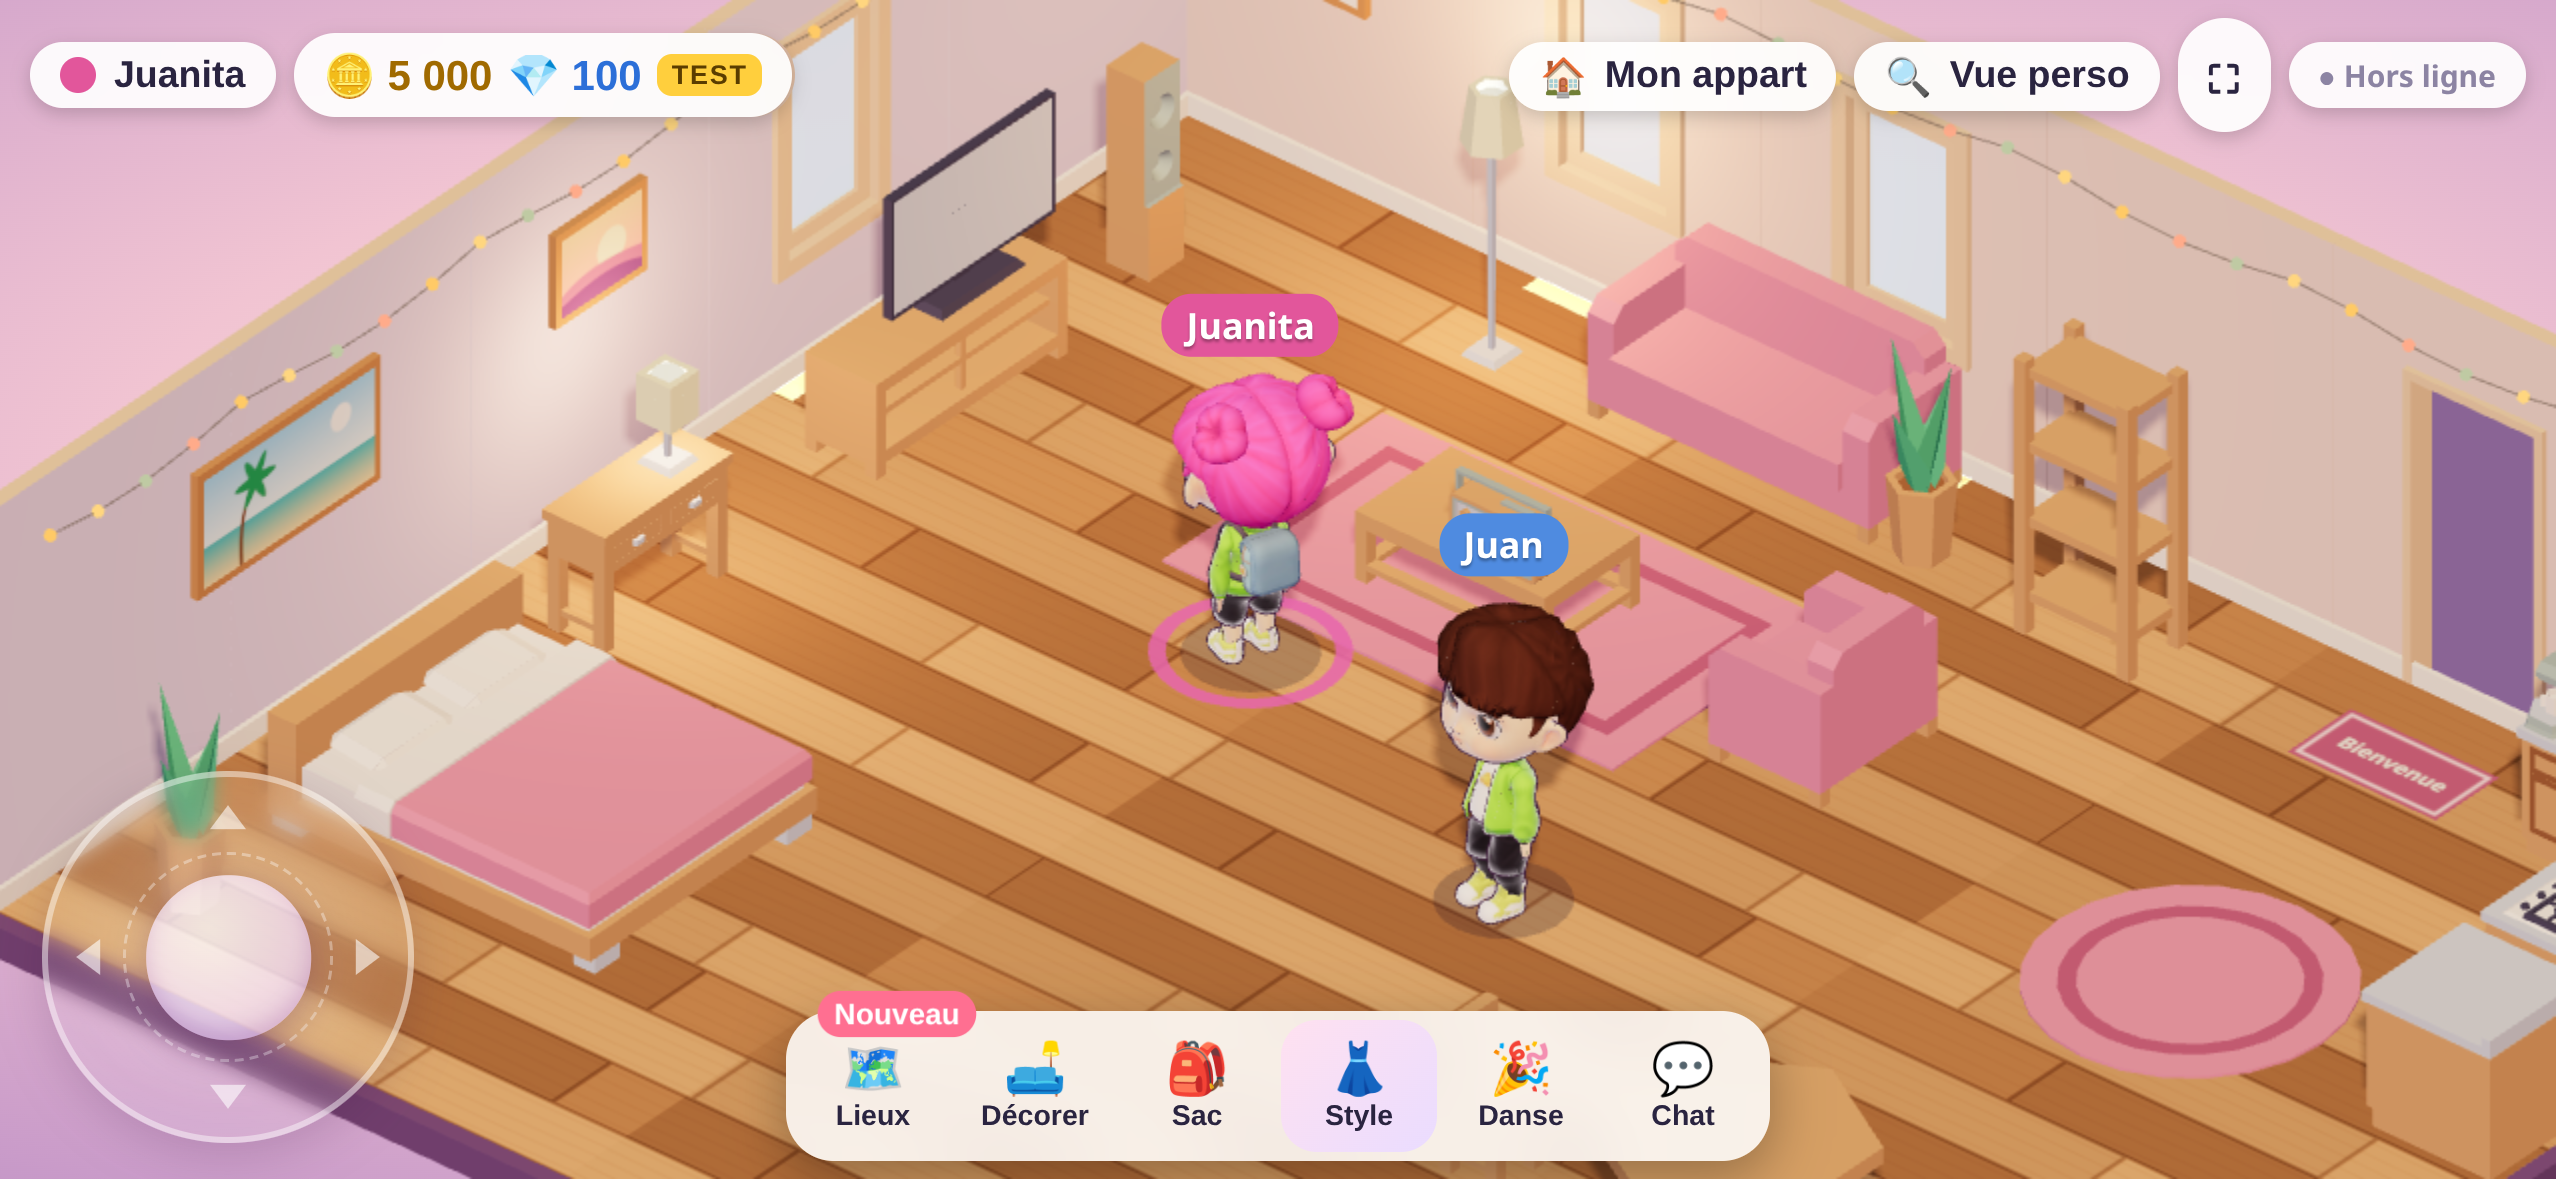 Juanita
5 000
100
TEST
Mon appart
Vue perso
Hors ligne
Juanita
Juan
Bienvenue
Nouveau
Lieux
Décorer
Sac
Style
Danse
Chat